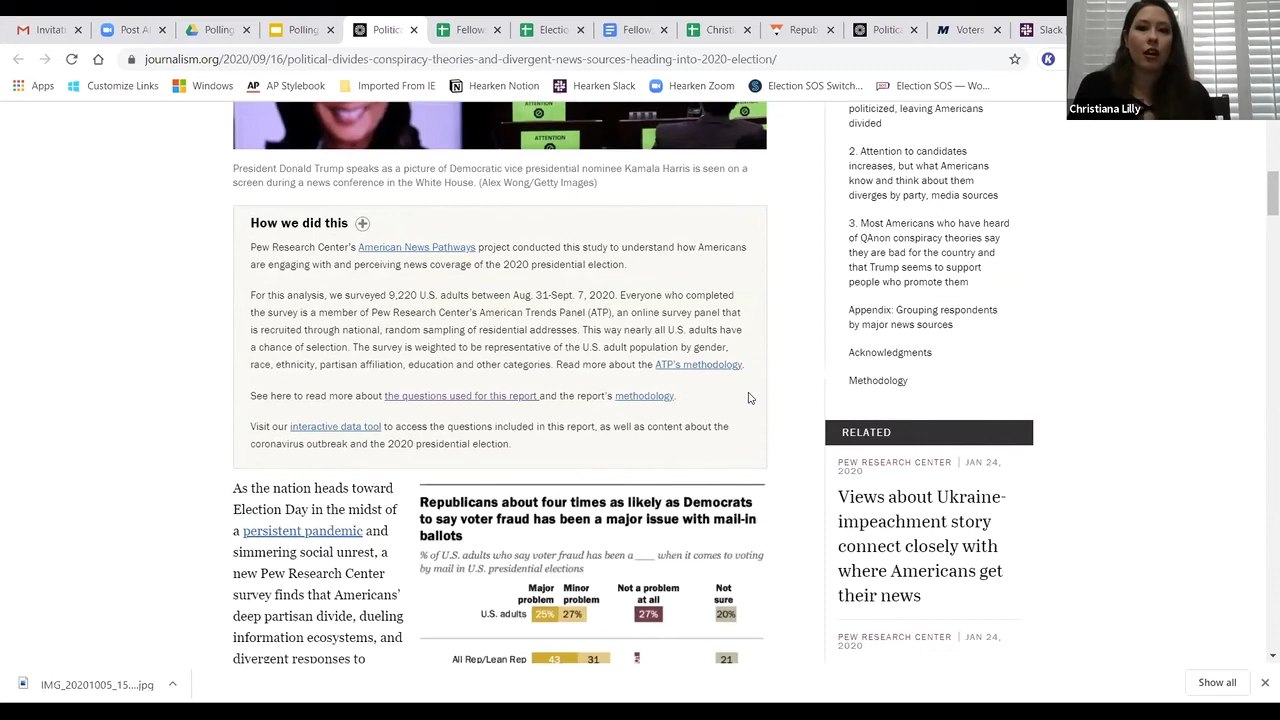 Invitat
Post A
Polling
Polling
Politic
Fellow
Electi
Fellow
Christi
Repu
Politica
Voters
Slack
journalism.org/2020/09/16/political-divides-conspiracy-theories-and-divergent-news-sources-heading-into-2020-election/
Apps
Customize Links
Windows
AP AP Stylebook
Imported From IE
Hearken Notion
Hearken Slack
Hearken Zoom
Election SOS Switch...
Election SOS — Wo...
Christiana Lilly
ATTENTION
ATTENTION
ATTENTION
President Donald Trump speaks as a picture of Democratic vice presidential nominee Kamala Harris is seen on a
screen during a news conference in the White House. (Alex Wong/Getty Images)
How we did this
Pew Research Center's American News Pathways project conducted this study to understand how Americans
are engaging with and perceiving news coverage of the 2020 presidential election.
For this analysis, we surveyed 9,220 U.S. adults between Aug. 31-Sept. 7, 2020. Everyone who completed
the survey is a member of Pew Research Center's American Trends Panel (ATP), an online survey panel that
is recruited through national, random sampling of residential addresses. This way nearly all U.S. adults have
a chance of selection. The survey is weighted to be representative of the U.S. adult population by gender,
race, ethnicity, partisan affiliation, education and other categories. Read more about the ATP's methodology.
See here to read more about the questions used for this report and the report's methodology.
Visit our interactive data tool to access the questions included in this report, as well as content about the
coronavirus outbreak and the 2020 presidential election.
As the nation heads toward
Election Day in the midst of
a persistent pandemic and
simmering social unrest, a
new Pew Research Center
survey finds that Americans'
deep partisan divide, dueling
information ecosystems, and
divergent responses to
Republicans about four times as likely as Democrats
to say voter fraud has been a major issue with mail-in
ballots
% of U.S. adults who say voter fraud has been a ____ when it comes to voting
by mail in U.S. presidential elections
Major problem
Minor problem
Not a problem at all
Not sure
U.S. adults 25% 27% 27% 20%
All Rep/Lean Rep 43 31 21
politicized, leaving Americans
divided
2. Attention to candidates
increases, but what Americans
know and think about them
diverges by party, media sources
3. Most Americans who have heard
of QAnon conspiracy theories say
they are bad for the country and
that Trump seems to support
people who promote them
Appendix: Grouping respondents
by major news sources
Acknowledgments
Methodology
RELATED
PEW RESEARCH CENTER | JAN 24,
2020
Views about Ukraine-
impeachment story
connect closely with
where Americans get
their news
PEW RESEARCH CENTER | JAN 24,
2020
IMG_20201005_15....jpg
Show all